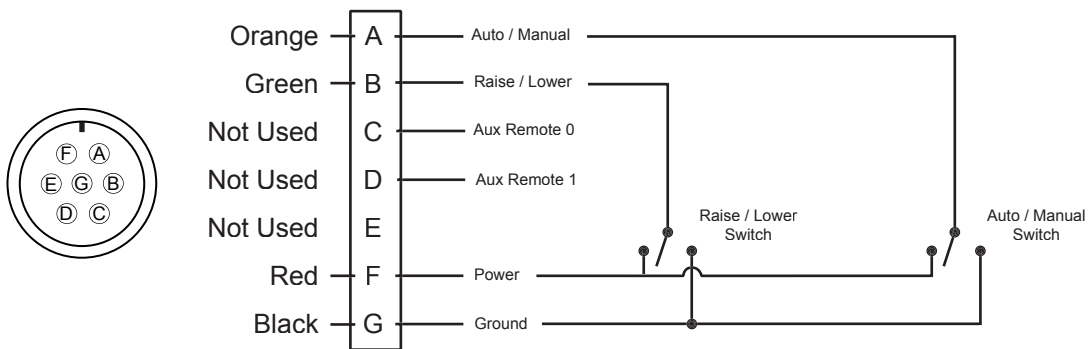 Orange A Auto / Manual
Green B Raise / Lower
Not Used C Aux Remote 0
Not Used D Aux Remote 1
Not Used E
Red F Power
Black G Ground
F A
E G B
D C
Raise / Lower
Switch
Auto / Manual
Switch